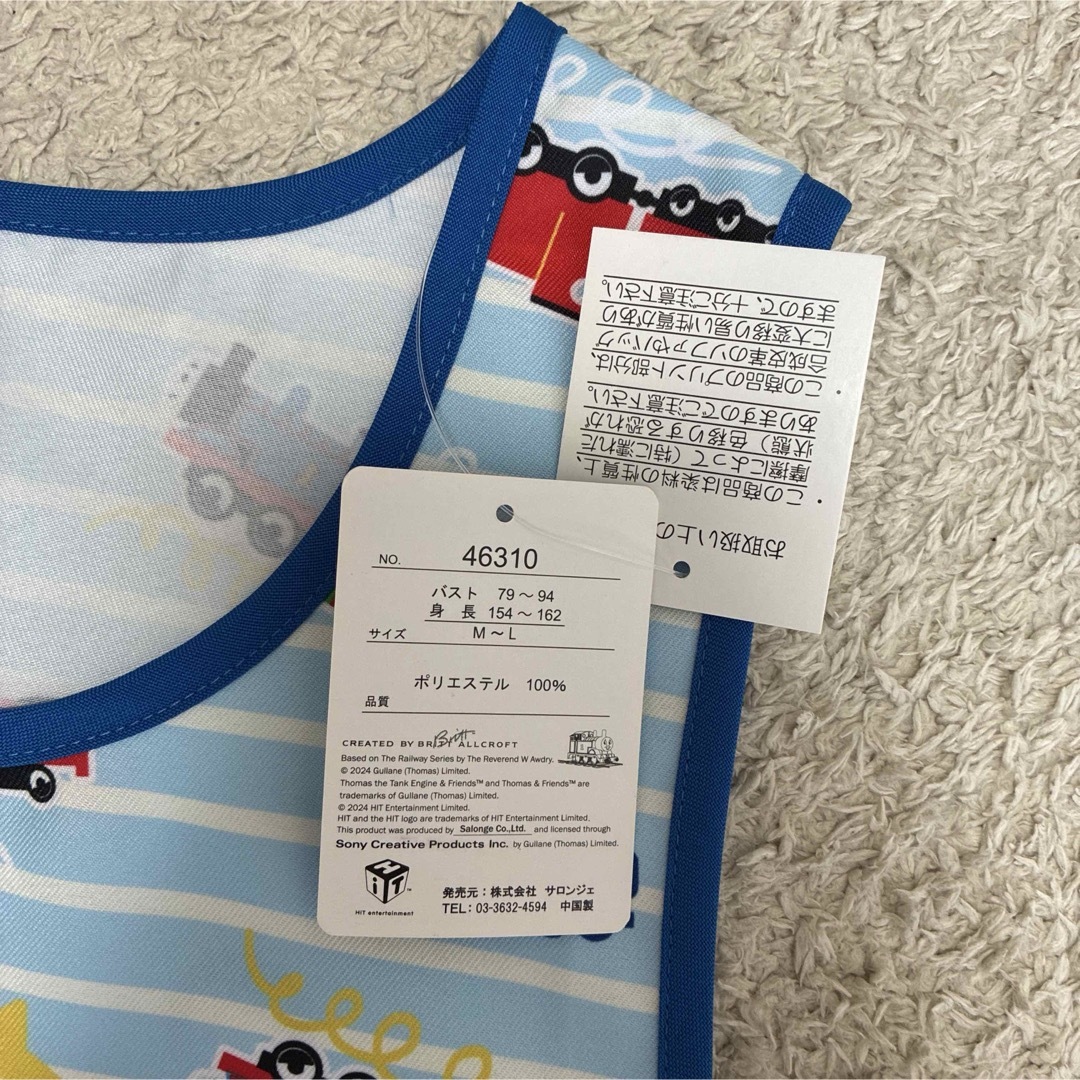 NO. 46310
バスト 79～94
身長 154～162
サイズ M～L
ポリエステル 100%
品質
CREATED BY BRITT ALLCROFT
Based on The Railway Series by The Reverend W Awdry.
© 2024 Gullane (Thomas) Limited.
Thomas the Tank Engine & Friends™ and Thomas & Friends™ are
trademarks of Gullane (Thomas) Limited.
© 2024 HIT Entertainment Limited.
HIT and the HIT logo are trademarks of HIT Entertainment Limited.
This product was produced by Salonge Co.,Ltd. and licensed through
Sony Creative Products Inc. by Gullane (Thomas) Limited.
HiT™
HIT entertainment
発売元：株式会社 サロンジェ
TEL：03-3632-4594 中国製
お取扱い上の
・この商品は染料の性質上、
摩擦によって（特に濡れた
状態）色移りする恐れが
ありますのでご注意下さい。
・この商品のプリント部分は、
合成皮革のソファやバッグ
に大変移り易い性質があり
ますので、十分ご注意下さい。